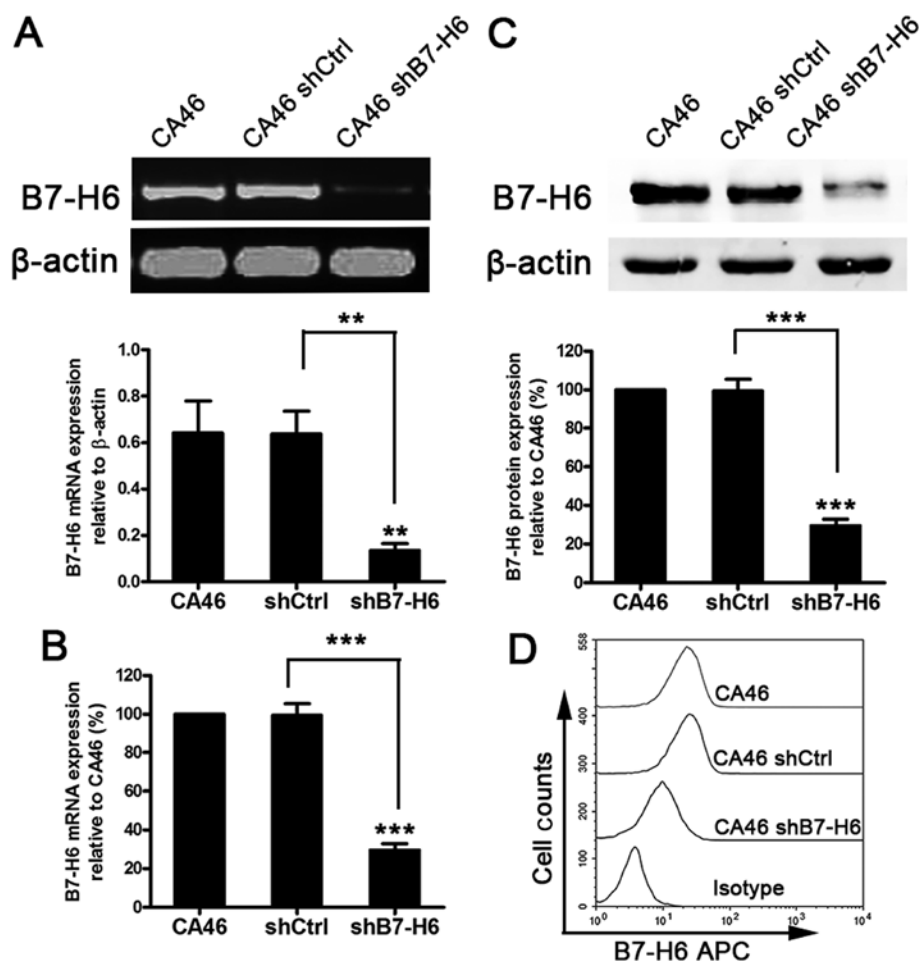 A
CA46
CA46 shCtrl
CA46 shB7-H6
B7-H6
β-actin
**
B7-H6 mRNA expression
relative to β-actin
1.0
0.8
0.6
0.4
0.2
0.0
**
CA46
shCtrl
shB7-H6
B
***
B7-H6 mRNA expression
relative to CA46 (%)
120
100
80
60
40
20
0
***
CA46
shCtrl
shB7-H6
C
CA46
CA46 shCtrl
CA46 shB7-H6
B7-H6
β-actin
***
B7-H6 protein expression
relative to CA46 (%)
120
100
80
60
40
20
0
***
CA46
shCtrl
shB7-H6
D
Cell counts
558
400
300
200
100
0
CA46
CA46 shCtrl
CA46 shB7-H6
Isotype
10⁰
10¹
10²
10³
10⁴
B7-H6 APC